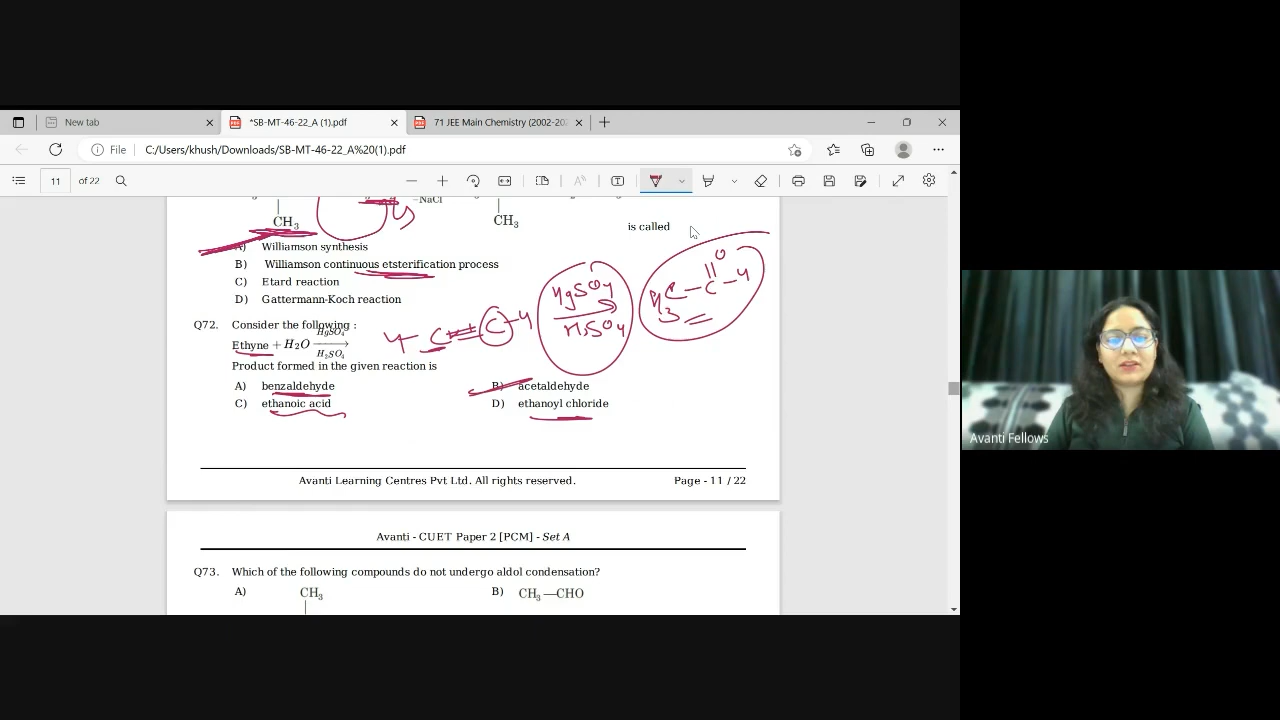 New tab
*SB-MT-46-22_A (1).pdf
71 JEE Main Chemistry (2002-202
File
C:/Users/khush/Downloads/SB-MT-46-22_A%20(1).pdf
11 of 22
CH₃
−NaCl
CH₃
is called
A) Williamson synthesis
B) Williamson continuous etsterification process
C) Etard reaction
D) Gattermann-Koch reaction
Q72. Consider the following :
Ethyne + H₂O HgSO₄ H₂SO₄
H C≡C-H HgSO₄ H₂SO₄ H₃C-C-H O
Product formed in the given reaction is
A) benzaldehyde B) acetaldehyde
C) ethanoic acid D) ethanoyl chloride
Avanti Learning Centres Pvt Ltd. All rights reserved. Page - 11 / 22
Avanti - CUET Paper 2 [PCM] - Set A
Q73. Which of the following compounds do not undergo aldol condensation?
A) CH₃ B) CH₃—CHO
Avanti Fellows